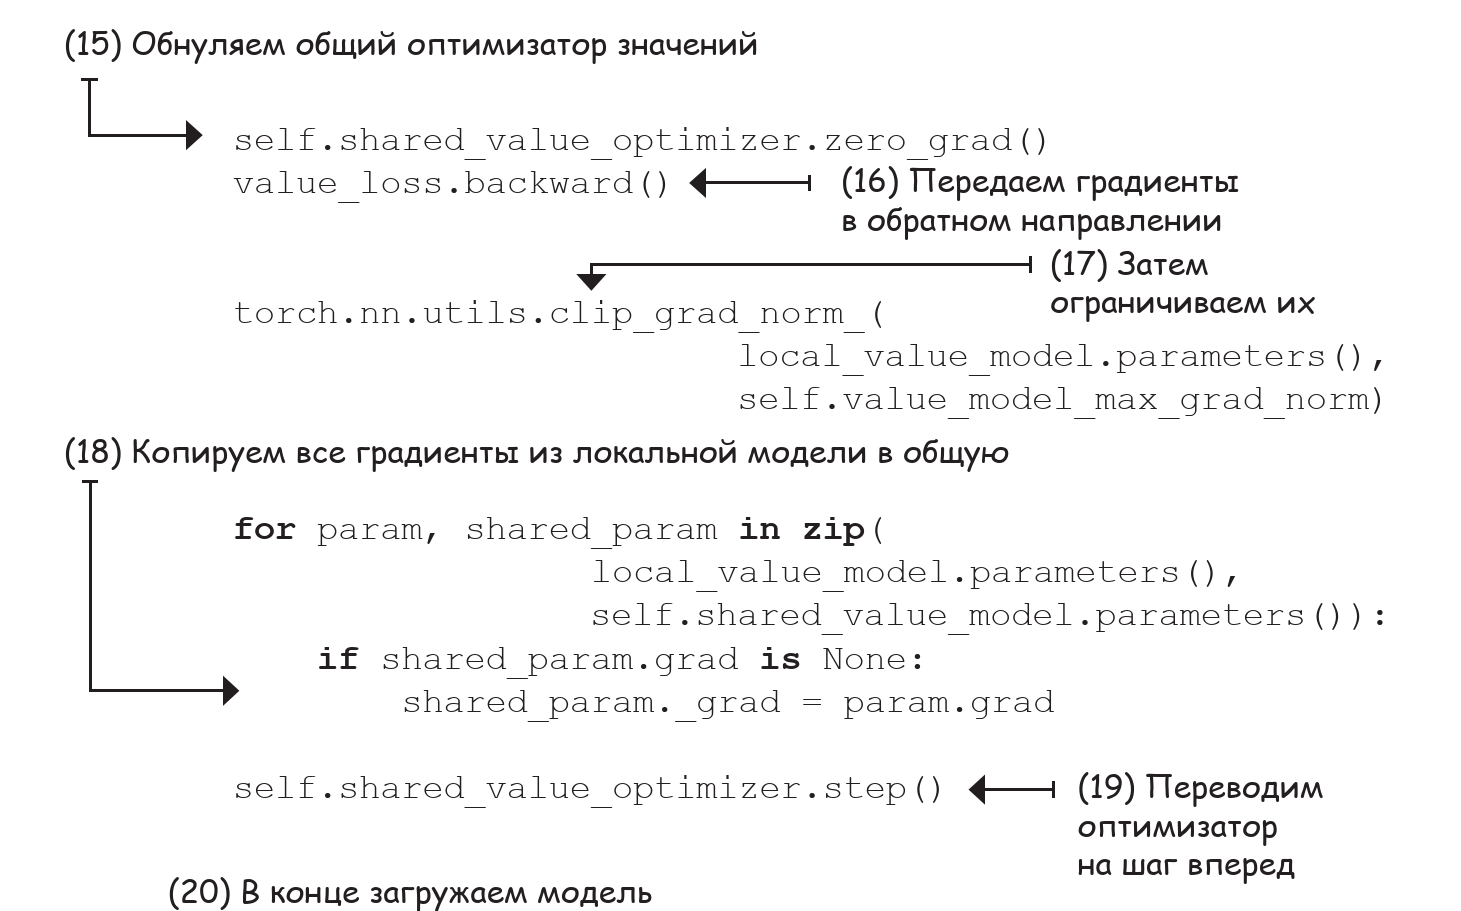 (15) Обнуляем общий оптимизатор значений
self.shared_value_optimizer.zero_grad()
value_loss.backward()
(16) Передаем градиенты
в обратном направлении
(17) Затем
ограничиваем их
torch.nn.utils.clip_grad_norm_(
local_value_model.parameters(),
self.value_model_max_grad_norm)
(18) Копируем все градиенты из локальной модели в общую
for param, shared_param in zip(
local_value_model.parameters(),
self.shared_value_model.parameters()):
if shared_param.grad is None:
shared_param._grad = param.grad
self.shared_value_optimizer.step()
(19) Переводим
оптимизатор
на шаг вперед
(20) В конце загружаем модель